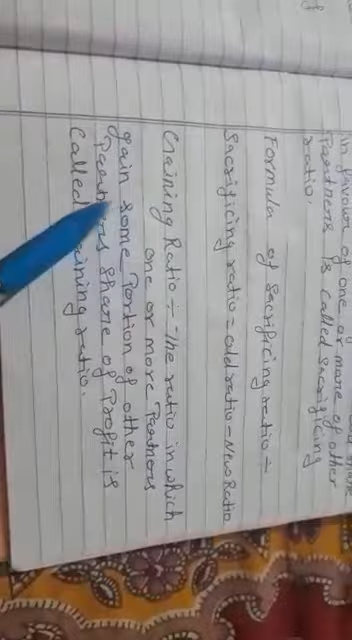 in favour of one or more of other
Partners is called Sacrificing
ratio.
Formula of Sacrificing ratio ÷
Sacrificing ratio = old ratio - New Ratio
Gaining Ratio ÷ The ratio in which
one or more Partners
gain some Portion of other
share of Profit is
Called ratio.